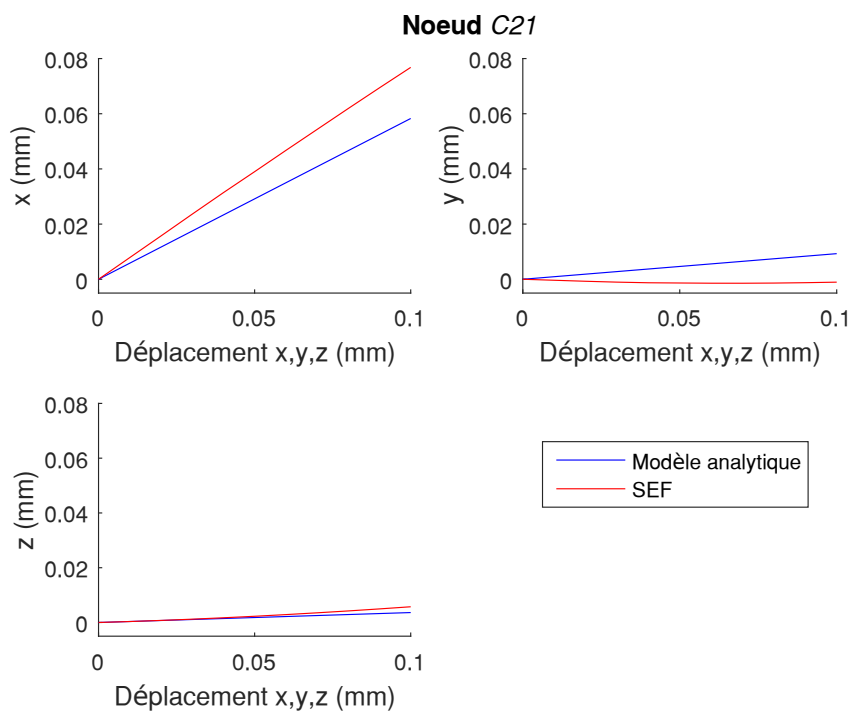 Noeud C21
0.08
0.06
0.04
0.02
0
x (mm)
0 0.05 0.1
Déplacement x,y,z (mm)
0.08
0.06
0.04
0.02
0
y (mm)
0 0.05 0.1
Déplacement x,y,z (mm)
0.08
0.06
0.04
0.02
0
z (mm)
0 0.05 0.1
Déplacement x,y,z (mm)
Modèle analytique
SEF